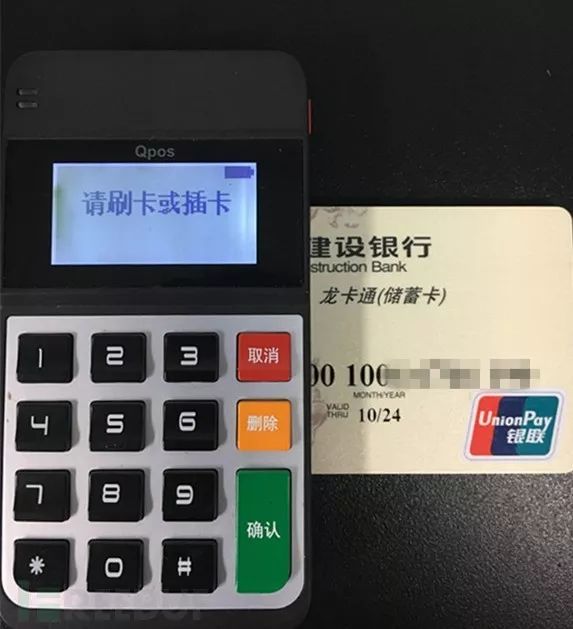 Qpos
请刷卡或插卡
建设银行
struction Bank
龙卡通(储蓄卡)
00 100
MONTH/YEAR
VALID
THRU 10/24
UnionPay
银联
1 2 3 取消
4 5 6 删除
7 8 9 确认
* 0 #
REEBUF